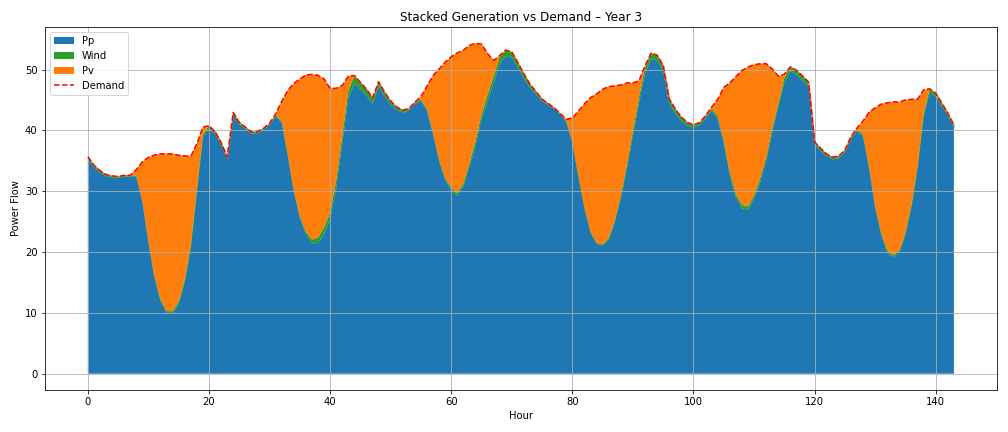 Stacked Generation vs Demand – Year 3
Pp
Wind
Pv
Demand
50
40
30
20
10
0
Power Flow
0 20 40 60 80 100 120 140
Hour